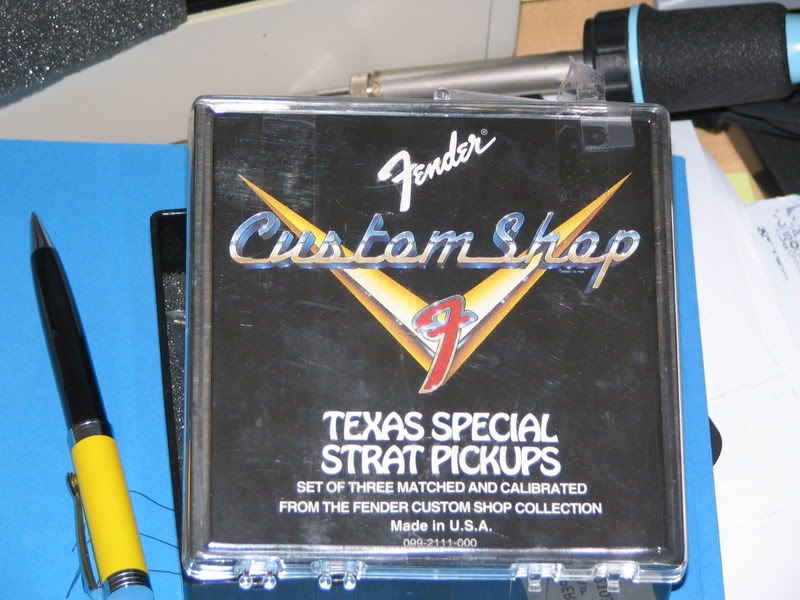 Fender®
Custom Shop
F
TEXAS SPECIAL
STRAT PICKUPS
SET OF THREE MATCHED AND CALIBRATED
FROM THE FENDER CUSTOM SHOP COLLECTION
Made in U.S.A.
099-2111-000